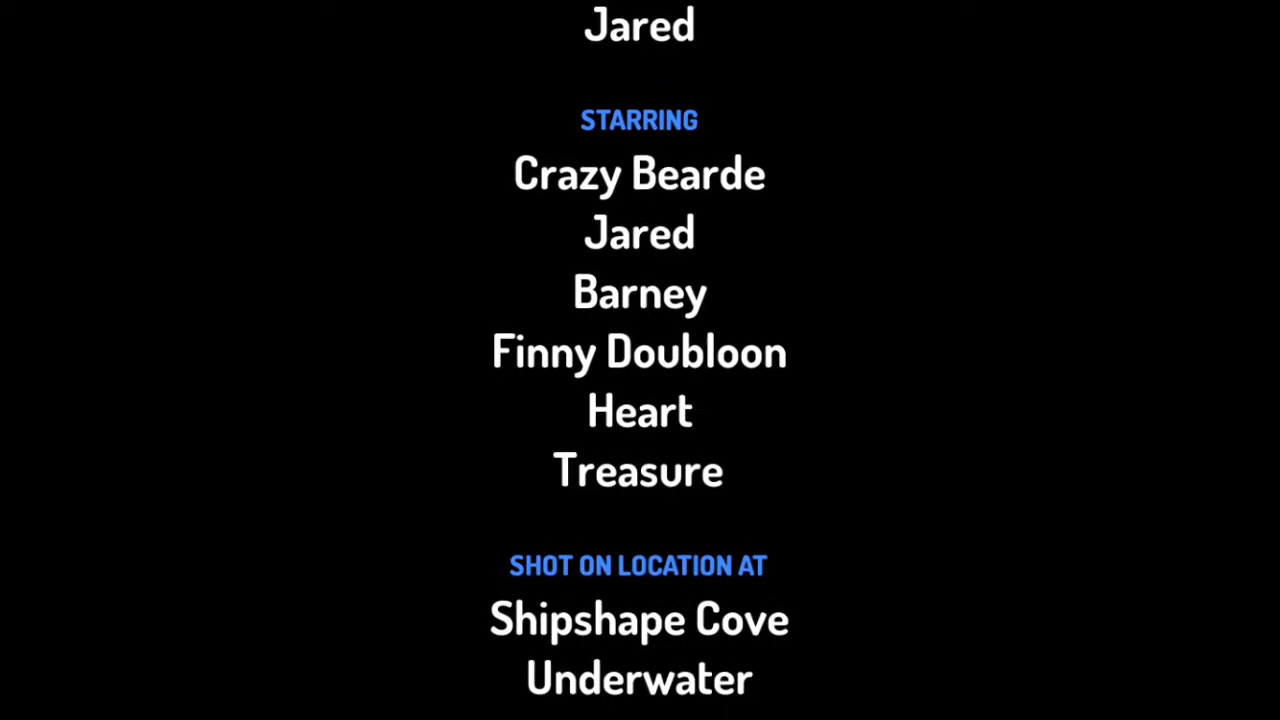 Jared
STARRING
Crazy Bearde
Jared
Barney
Finny Doubloon
Heart
Treasure
SHOT ON LOCATION AT
Shipshape Cove
Underwater